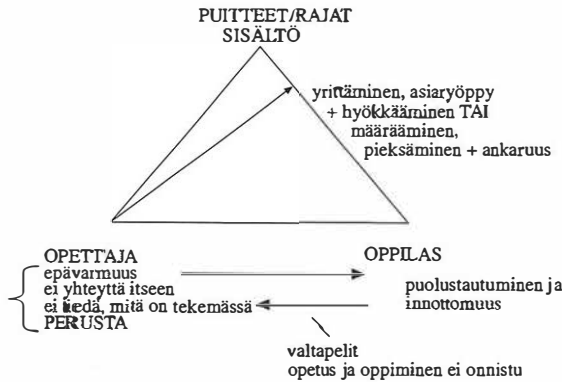 PUITTEET/RAJAT
SISÄLTÖ
yrittäminen, asiaryöppy
+ hyökkääminen TAI
määrääminen,
pieksäminen + ankaruus
OPETTAJA
OPPILAS
epävarmuus
ei yhteyttä itseen
ei tiedä, mitä on tekemässä
PERUSTA
puolustautuminen ja
innottomuus
valtapelit
opetus ja oppiminen ei onnistu